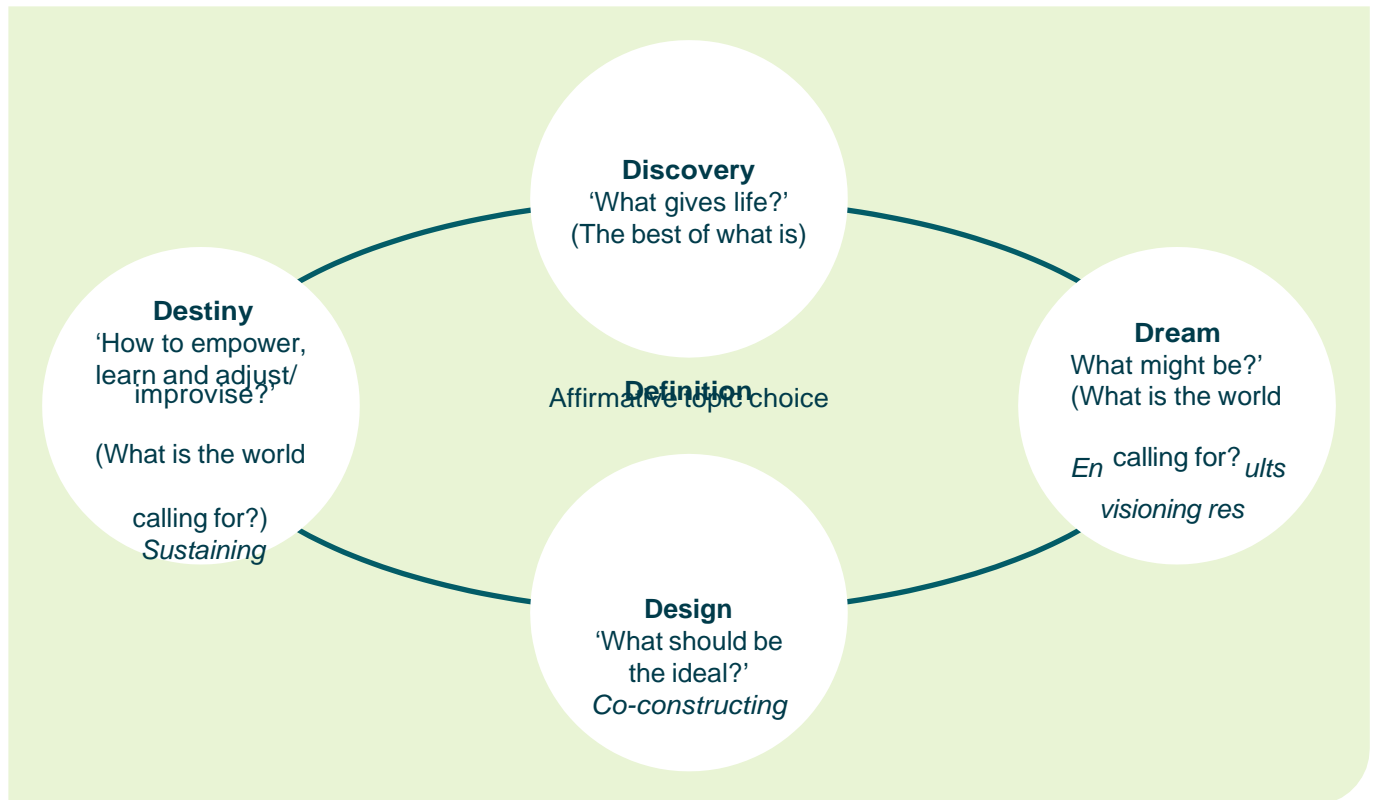 Discovery
‘What gives life?’
(The best of what is)
Destiny
‘How to empower,
learn and adjust/
improvise?’
(What is the world
calling for?)
Sustaining
Definition
Affirmative topic choice
Dream
What might be?’
(What is the world
calling for?
En ults
visioning res
Design
‘What should be
the ideal?’
Co-constructing